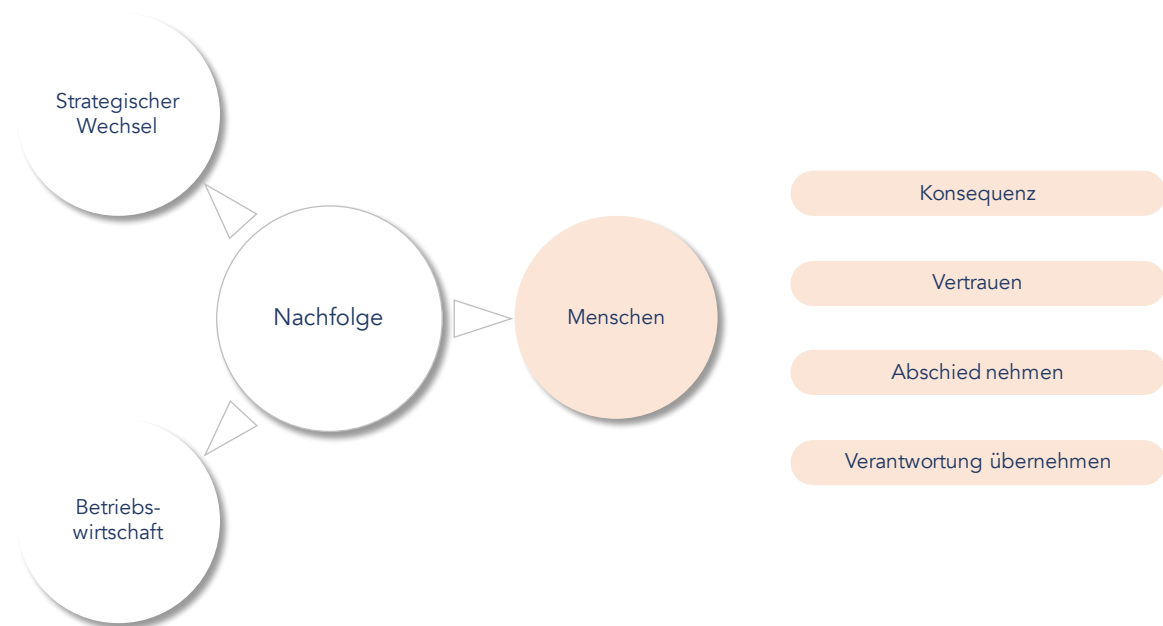 Strategischer
Wechsel
Nachfolge
Menschen
Betriebs-
wirtschaft
Konsequenz
Vertrauen
Abschied nehmen
Verantwortung übernehmen